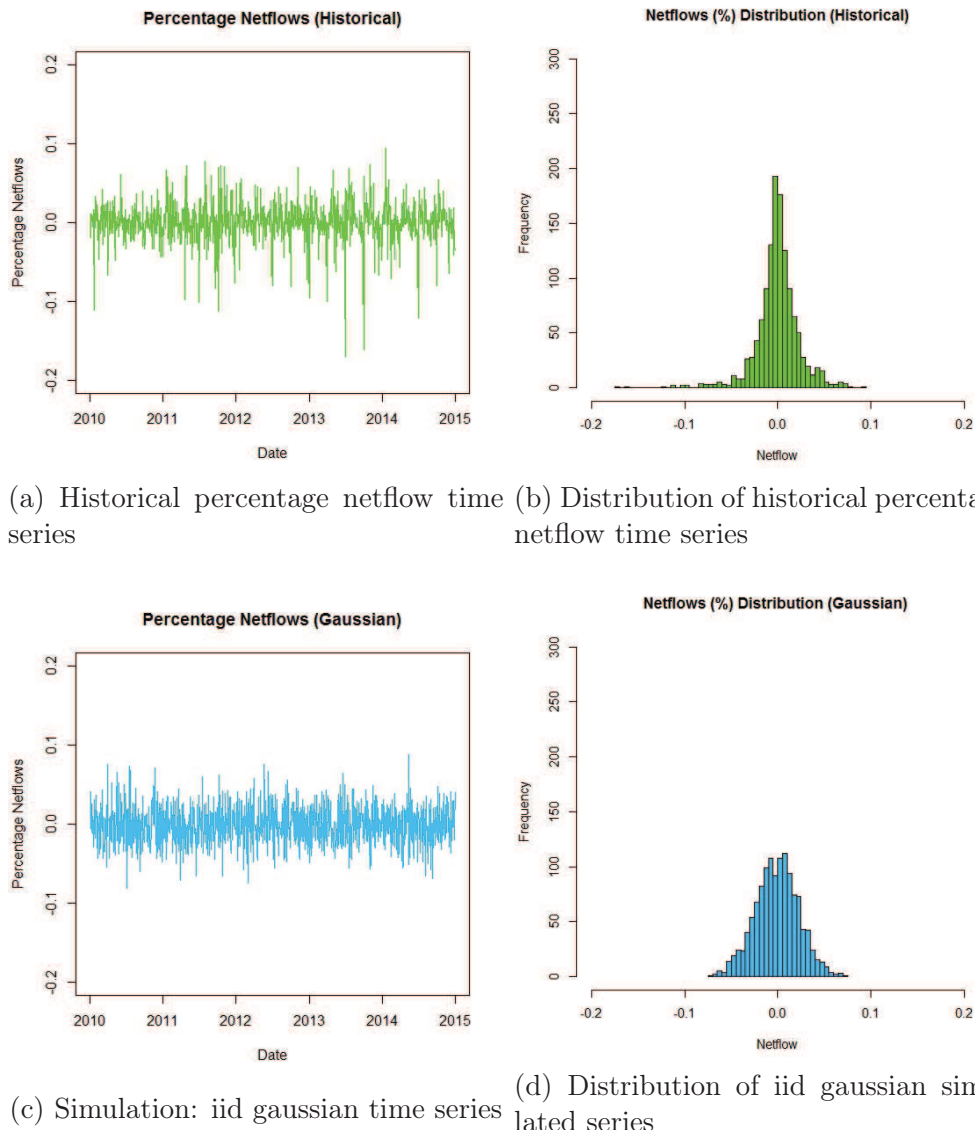 Percentage Netflows (Historical)
Percentage Netflows
0.2
0.1
0.0
-0.1
-0.2
2010 2011 2012 2013 2014 2015
Date
Netflows (%) Distribution (Historical)
Frequency
300
250
200
150
100
50
0
-0.2 -0.1 0.0 0.1 0.2
Netflow
(a) Historical percentage netflow time
series
(b) Distribution of historical percenta
netflow time series
Percentage Netflows (Gaussian)
Percentage Netflows
0.2
0.1
0.0
-0.1
-0.2
2010 2011 2012 2013 2014 2015
Date
Netflows (%) Distribution (Gaussian)
Frequency
300
250
200
150
100
50
0
-0.2 -0.1 0.0 0.1 0.2
Netflow
(c) Simulation: iid gaussian time series
(d) Distribution of iid gaussian sim
lated series